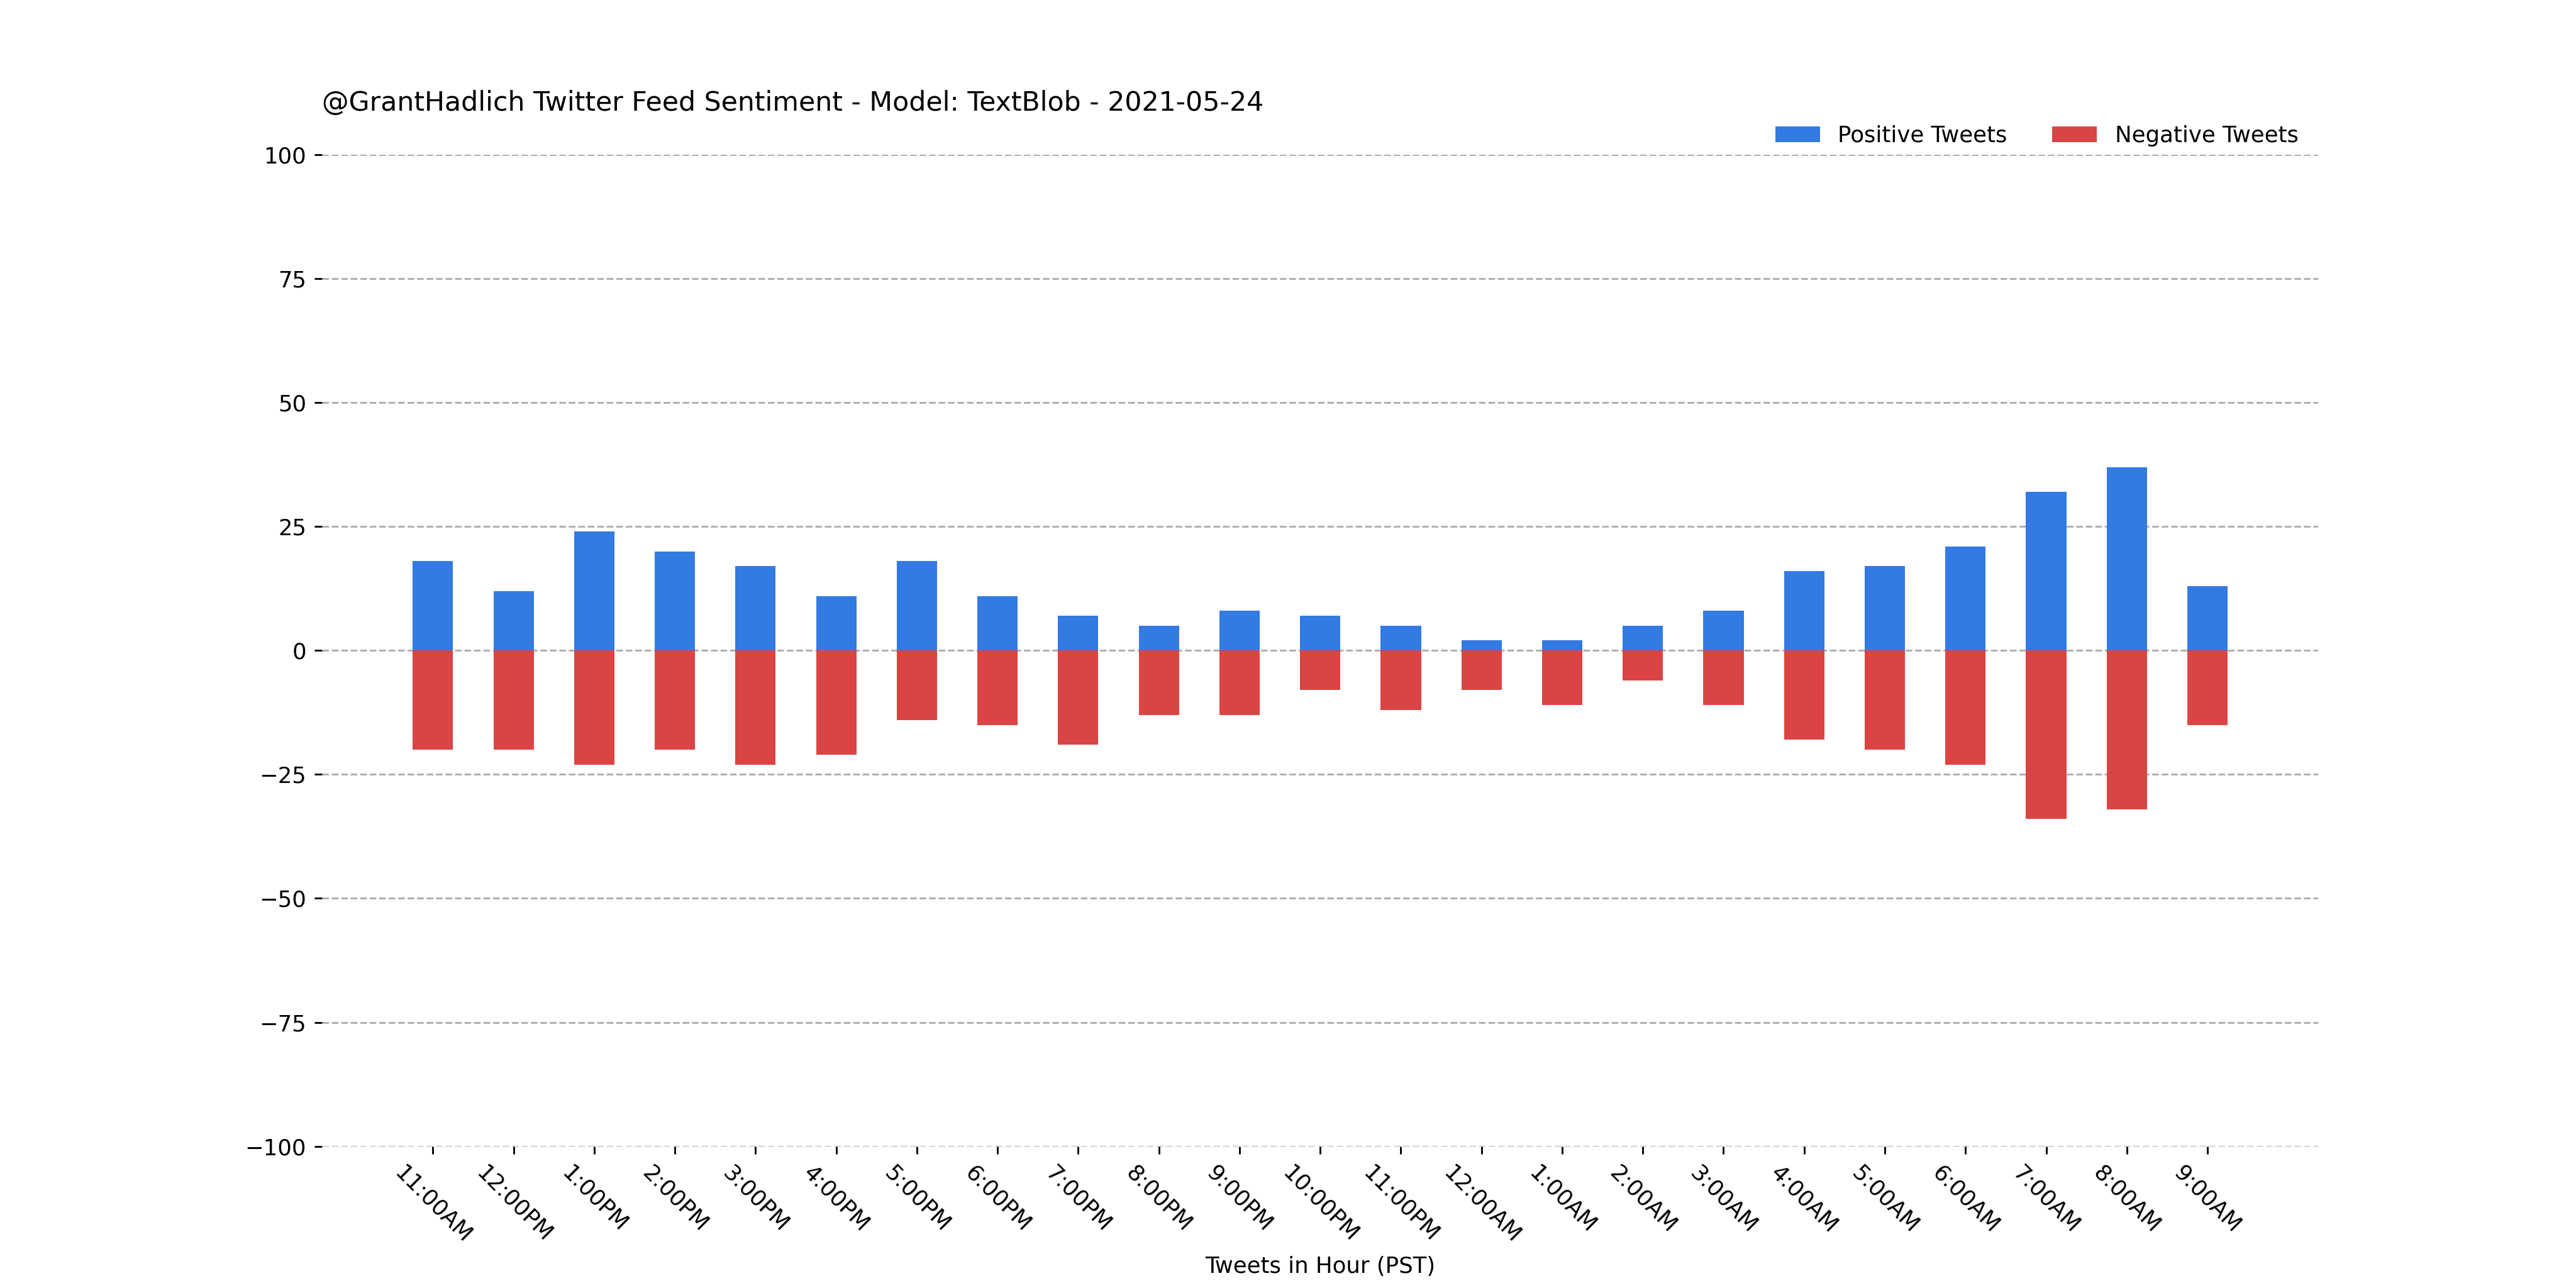 @GrantHadlich Twitter Feed Sentiment - Model: TextBlob - 2021-05-24
Positive Tweets
Negative Tweets
100
75
50
25
0
−25
−50
−75
−100
11:00AM
12:00PM
1:00PM
2:00PM
3:00PM
4:00PM
5:00PM
6:00PM
7:00PM
8:00PM
9:00PM
10:00PM
11:00PM
12:00AM
1:00AM
2:00AM
3:00AM
4:00AM
5:00AM
6:00AM
7:00AM
8:00AM
9:00AM
Tweets in Hour (PST)